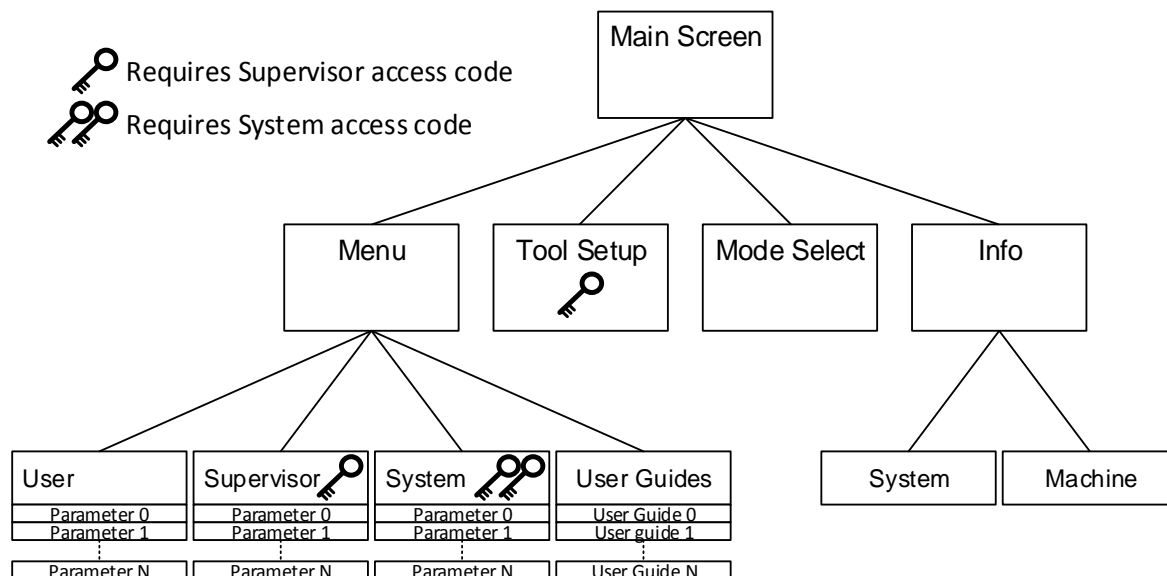 Main Screen
Requires Supervisor access code
Requires System access code
Menu
Tool Setup
Mode Select
Info
User
Supervisor
System
User Guides
System
Machine
Parameter 0
Parameter 0
Parameter 0
User Guide 0
Parameter 1
Parameter 1
Parameter 1
User guide 1
Parameter N
Parameter N
Parameter N
User Guide N